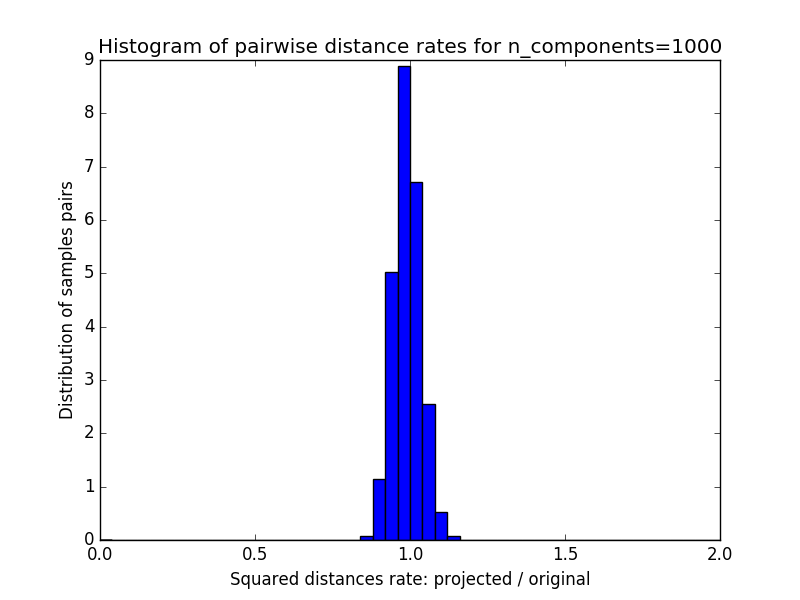 Histogram of pairwise distance rates for n_components=1000
9
8
7
6
5
4
3
2
1
0
Distribution of samples pairs
0.0 0.5 1.0 1.5 2.0
Squared distances rate: projected / original